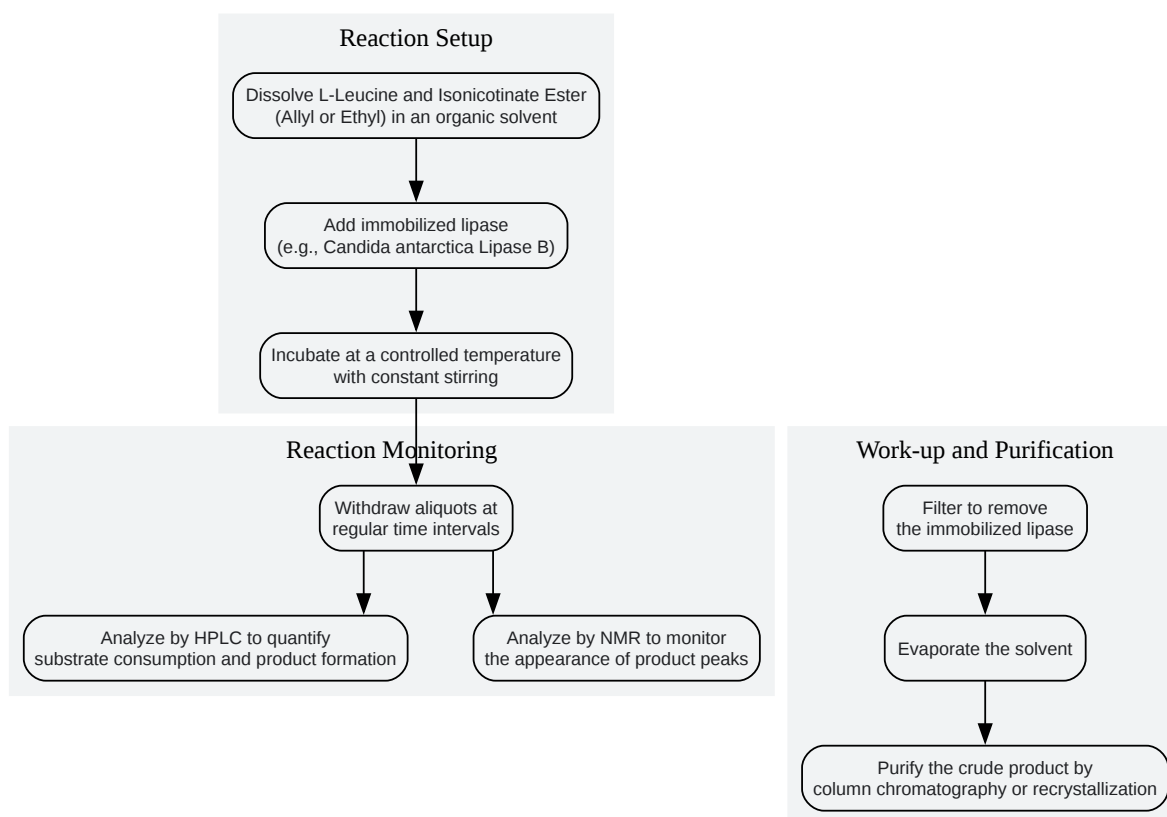 Reaction Setup
Dissolve L-Leucine and Isonicotinate Ester
(Allyl or Ethyl) in an organic solvent
Add immobilized lipase
(e.g., Candida antarctica Lipase B)
Incubate at a controlled temperature
with constant stirring
Reaction Monitoring
Withdraw aliquots at
regular time intervals
Analyze by HPLC to quantify
substrate consumption and product formation
Analyze by NMR to monitor
the appearance of product peaks
Work-up and Purification
Filter to remove
the immobilized lipase
Evaporate the solvent
Purify the crude product by
column chromatography or recrystallization